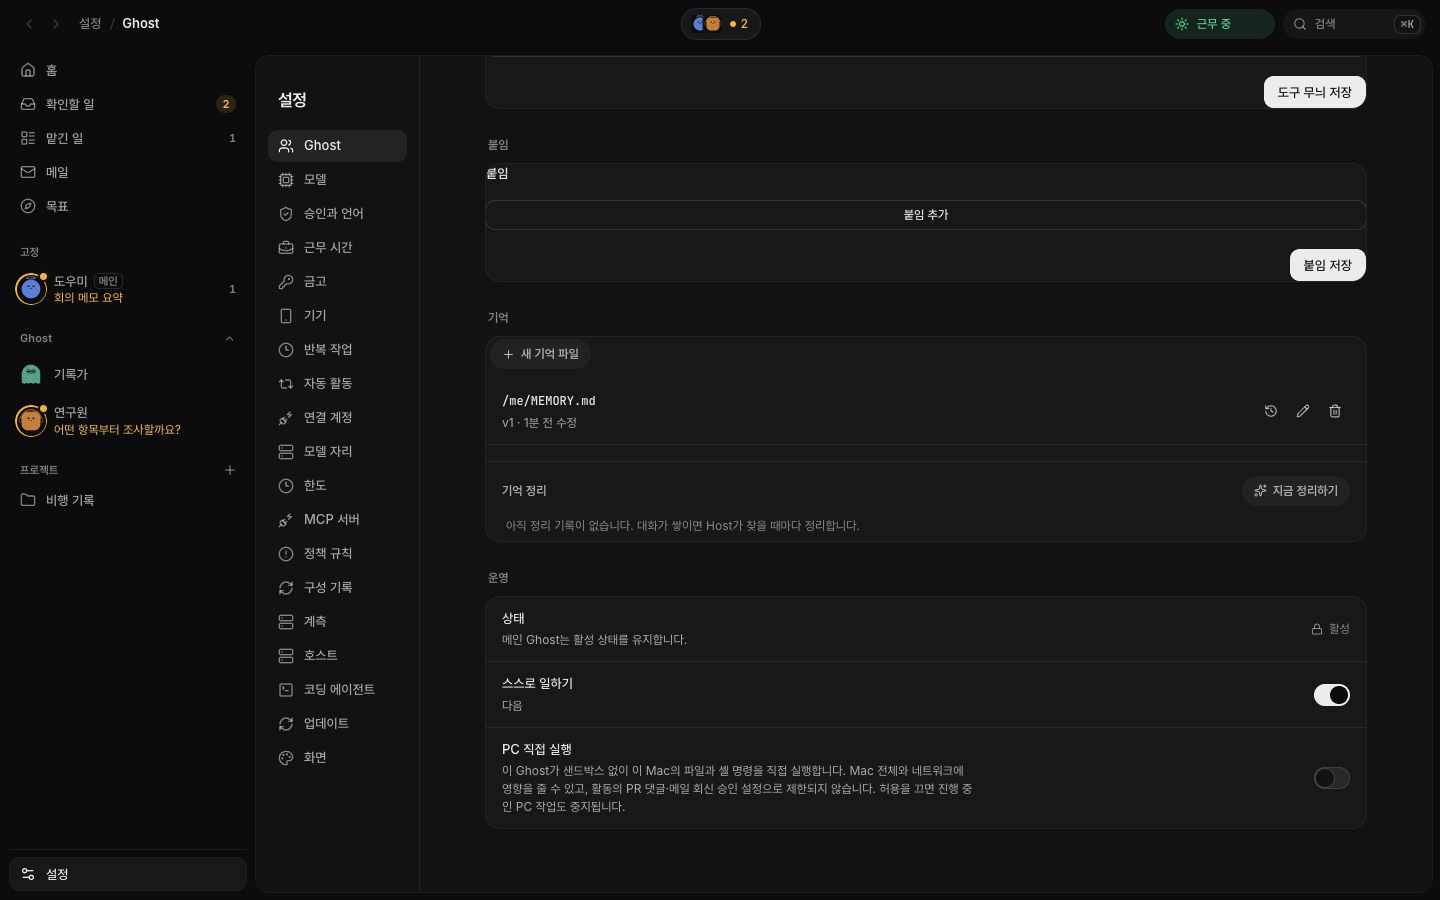 설정 / Ghost
2
근무 중
검색
⌘K
홈
확인할 일
2
맡긴 일
1
메일
목표
고정
도우미 메인
회의 메모 요약
1
Ghost
기록가
연구원
어떤 항목부터 조사할까요?
프로젝트
비행 기록
설정
설정
Ghost
모델
승인과 언어
근무 시간
금고
기기
반복 작업
자동 활동
연결 계정
모델 자리
한도
MCP 서버
정책 규칙
구성 기록
계측
호스트
코딩 에이전트
업데이트
화면
도구 무늬 저장
붙임
붙임
붙임 추가
붙임 저장
기억
새 기억 파일
/me/MEMORY.md
v1 · 1분 전 수정
기억 정리
지금 정리하기
아직 정리 기록이 없습니다. 대화가 쌓이면 Host가 찾을 때마다 정리합니다.
운영
상태
메인 Ghost는 활성 상태를 유지합니다.
활성
스스로 일하기
다음
PC 직접 실행
이 Ghost가 샌드박스 없이 이 Mac의 파일과 셸 명령을 직접 실행합니다. Mac 전체와 네트워크에
영향을 줄 수 있고, 활동의 PR 댓글·메일 회신 승인 설정으로 제한되지 않습니다. 허용을 끄면 진행 중
인 PC 작업도 중지됩니다.